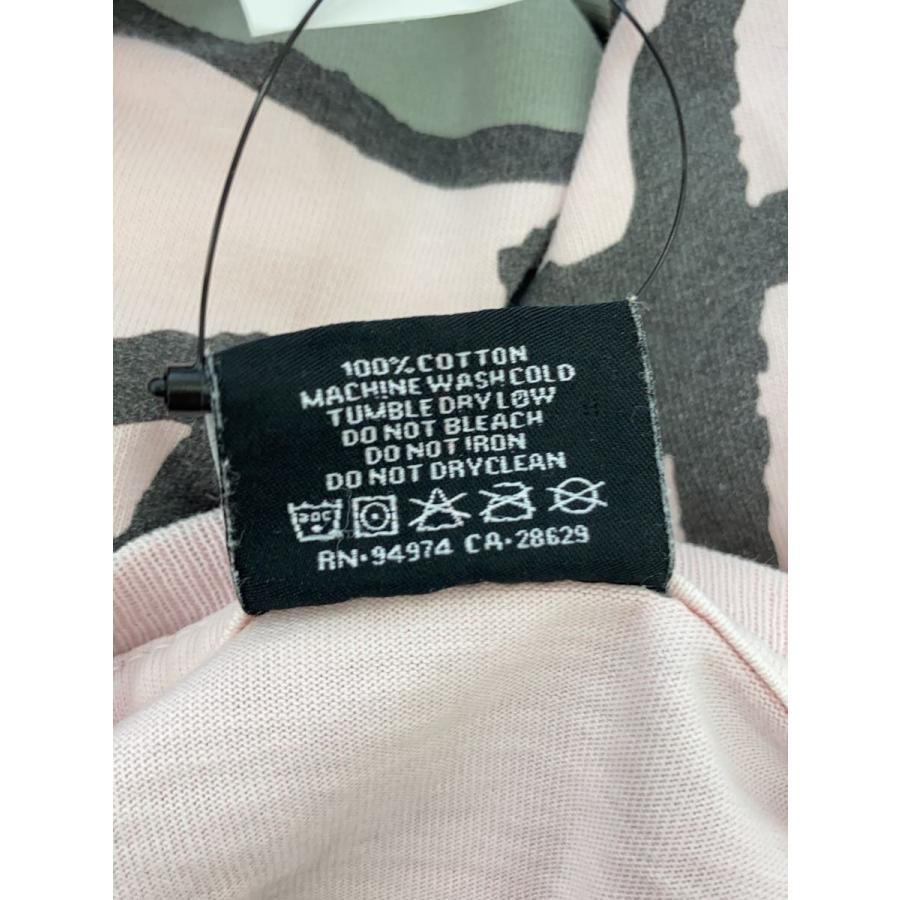 100% COTTON
MACHINE WASH COLD
TUMBLE DRY LOW
DO NOT BLEACH
DO NOT IRON
DO NOT DRYCLEAN
30C
RN·94974 CA·28629